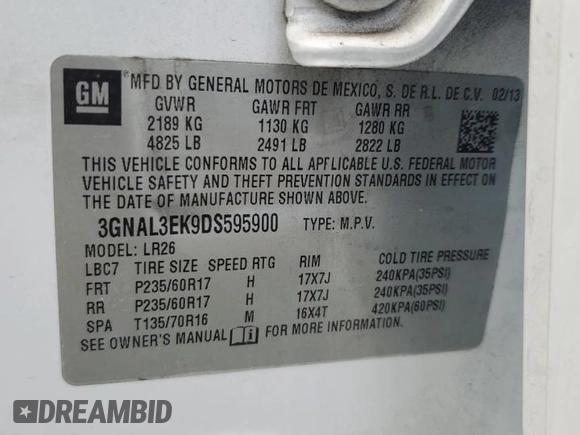 GM
®MFD BY GENERAL MOTORS DE MEXICO, S. DE R.L. DE C.V. 02/13
GVWR GAWR FRT GAWR RR
2189 KG 1130 KG 1280 KG
4825 LB 2491 LB 2822 LB
THIS VEHICLE CONFORMS TO ALL APPLICABLE U.S. FEDERAL MOTOR
VEHICLE SAFETY AND THEFT PREVENTION STANDARDS IN EFFECT ON
THE DATE OF MANUFACTURE SHOWN ABOVE.
3GNAL3EK9DS595900 TYPE: M.P.V.
MODEL: LR26
LBC7 TIRE SIZE SPEED RTG RIM COLD TIRE PRESSURE
FRT P235/60R17 H 17X7J 240KPA(35PSI)
RR P235/60R17 H 17X7J 240KPA(35PSI)
SPA T135/70R16 M 16X4T 420KPA(60PSI)
SEE OWNER'S MANUAL i FOR MORE INFORMATION.
DREAMBID